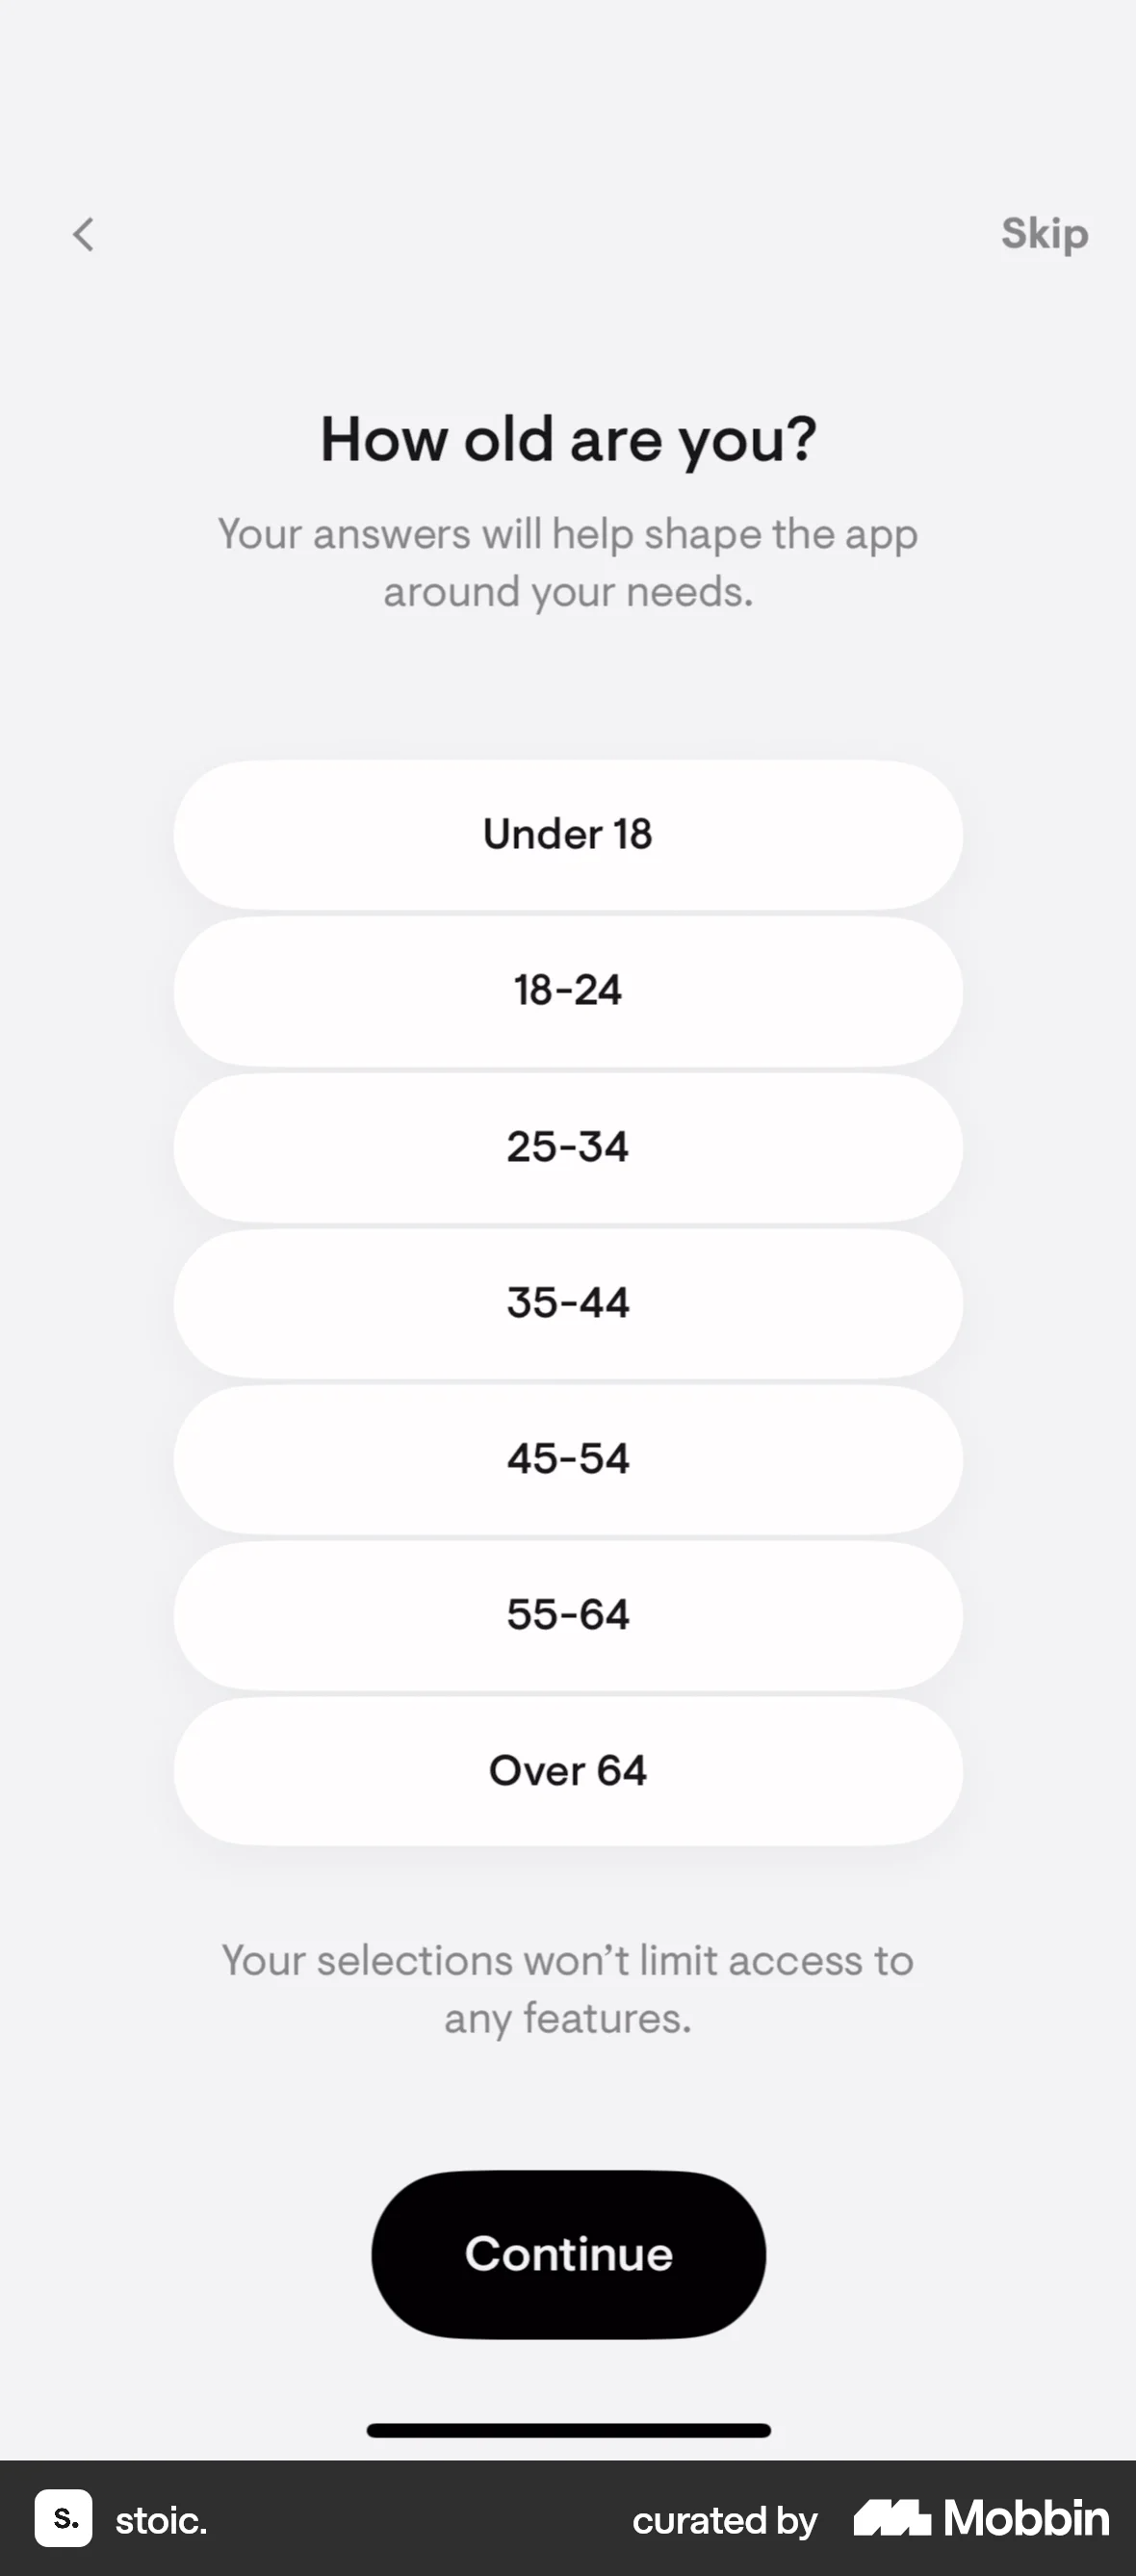 Skip
How old are you?
Your answers will help shape the app
around your needs.
Under 18
18-24
25-34
35-44
45-54
55-64
Over 64
Your selections won’t limit access to
any features.
Continue
s. stoic. curated by Mobbin